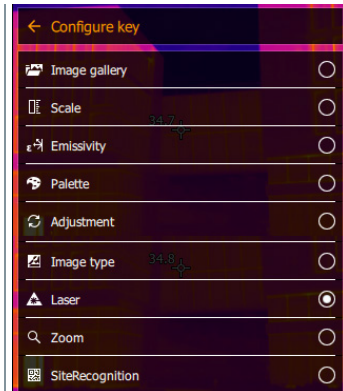 Configure key
Image gallery
Scale
34.7
Emissivity
Palette
Adjustment
Image type
34.8
Laser
Zoom
SiteRecognition